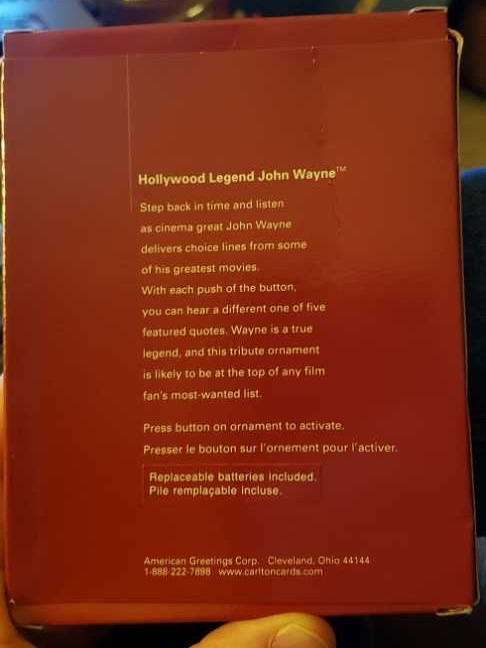 Hollywood Legend John Wayne™
Step back in time and listen
as cinema great John Wayne
delivers choice lines from some
of his greatest movies.
With each push of the button,
you can hear a different one of five
featured quotes. Wayne is a true
legend, and this tribute ornament
is likely to be at the top of any film
fan's most-wanted list.
Press button on ornament to activate.
Presser le bouton sur l'ornement pour l'activer.
Replaceable batteries included.
Pile remplaçable incluse.
American Greetings Corp. Cleveland, Ohio 44144
1-888-222-7898 www.carltoncards.com